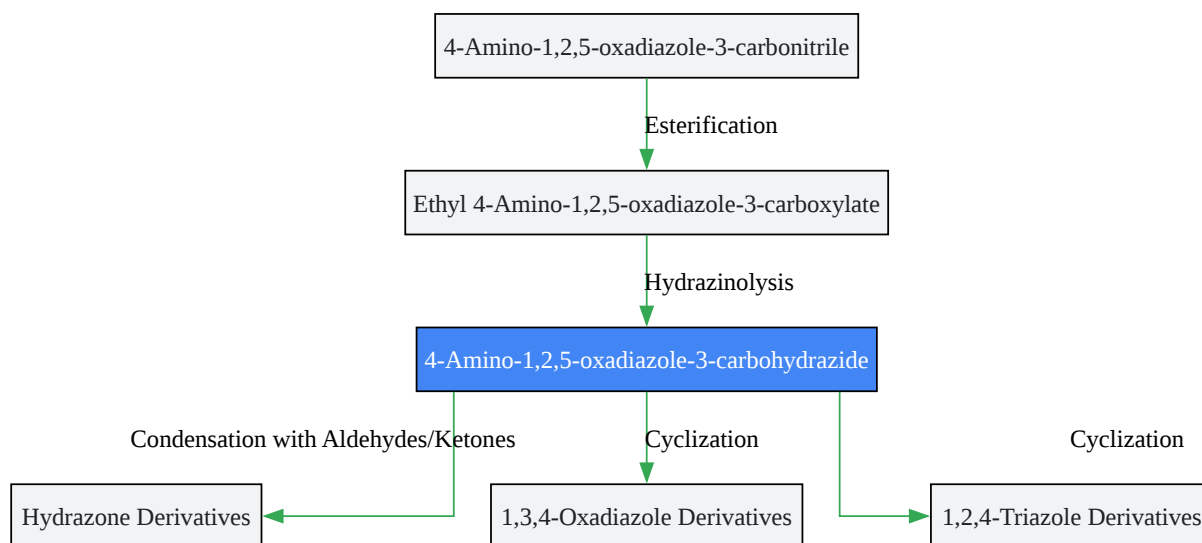 4-Amino-1,2,5-oxadiazole-3-carbonitrile
Esterification
Ethyl 4-Amino-1,2,5-oxadiazole-3-carboxylate
Hydrazinolysis
4-Amino-1,2,5-oxadiazole-3-carbohydrazide
Condensation with Aldehydes/Ketones
Cyclization
Cyclization
Hydrazone Derivatives
1,3,4-Oxadiazole Derivatives
1,2,4-Triazole Derivatives